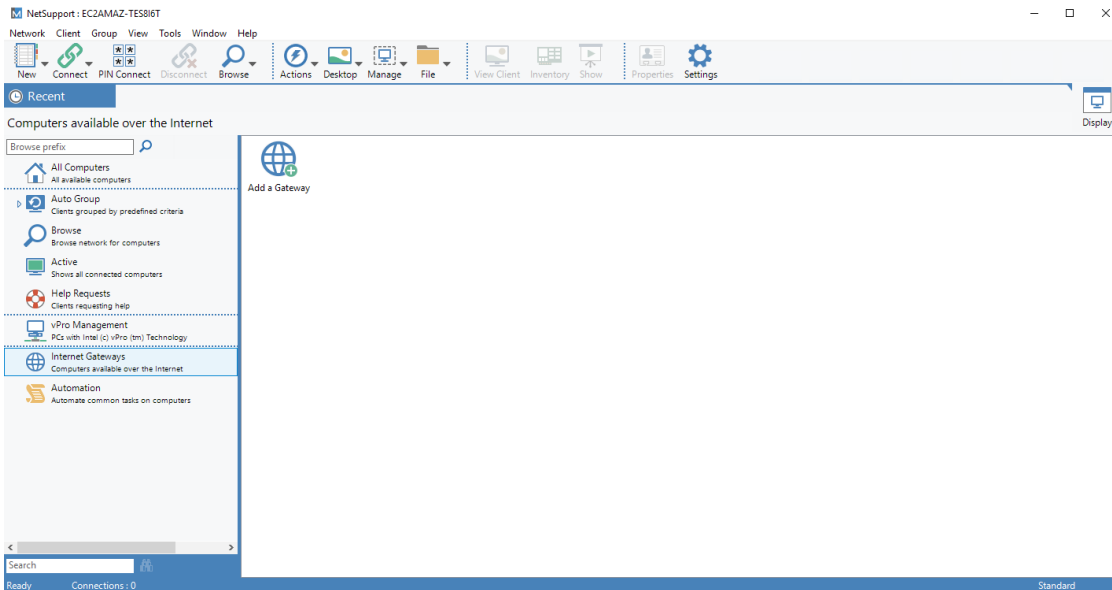 NetSupport : EC2AMAZ-TES8I6T
Network Client Group View Tools Window Help
New Connect PIN Connect Disconnect Browse Actions Desktop Manage File View Client Inventory Show Properties Settings
Recent
Display
Computers available over the Internet
Browse prefix
All Computers
All available computers
Auto Group
Clients grouped by predefined criteria
Browse
Browse network for computers
Active
Shows all connected computers
Help Requests
Clients requesting help
vPro Management
PCs with Intel (c) vPro (tm) Technology
Internet Gateways
Computers available over the Internet
Automation
Automate common tasks on computers
Add a Gateway
Search
Ready Connections : 0 Standard